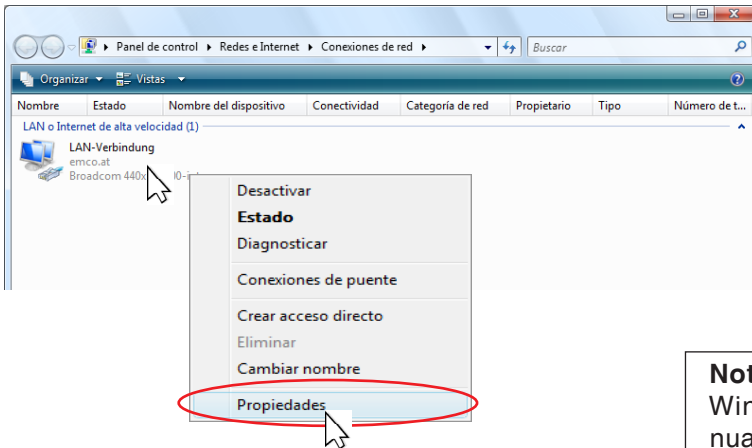 Panel de control Redes e Internet Conexiones de red Buscar
Organizar Vistas
Nombre Estado Nombre del dispositivo Conectividad Categoría de red Propietario Tipo Número de t...
LAN o Internet de alta velocidad (1)
LAN-Verbindung
emco.at
Broadcom 440x
Desactivar
Estado
Diagnosticar
Conexiones de puente
Crear acceso directo
Eliminar
Cambiar nombre
Propiedades